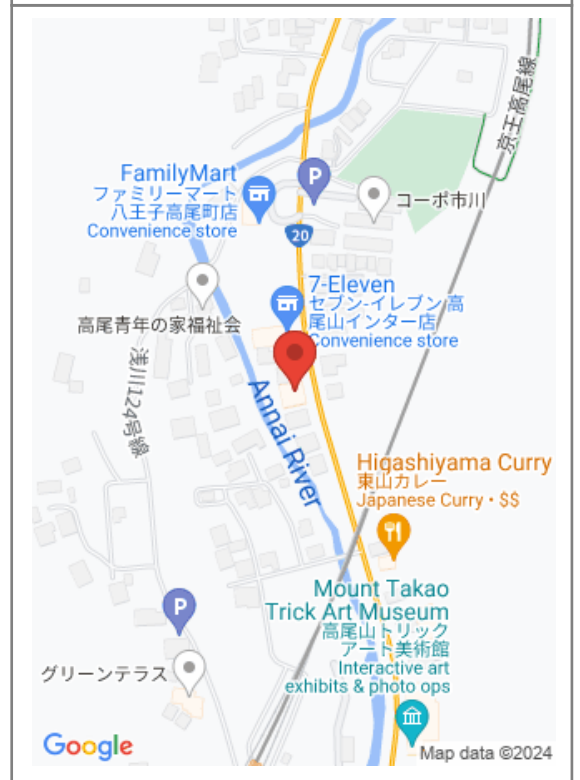 京王高尾線
FamilyMart
ファミリーマート
八王子高尾町店
Convenience store
P
コーポ市川
20
7-Eleven
セブン-イレブン 高
尾山インター店
Convenience store
高尾青年の家福祉会
浅川124号線
Annai River
Higashiyama Curry
東山カレー
Japanese Curry • $$
Mount Takao
Trick Art Museum
高尾山トリック
アート美術館
Interactive art
exhibits & photo ops
P
グリーンテラス
Google
Map data ©2024